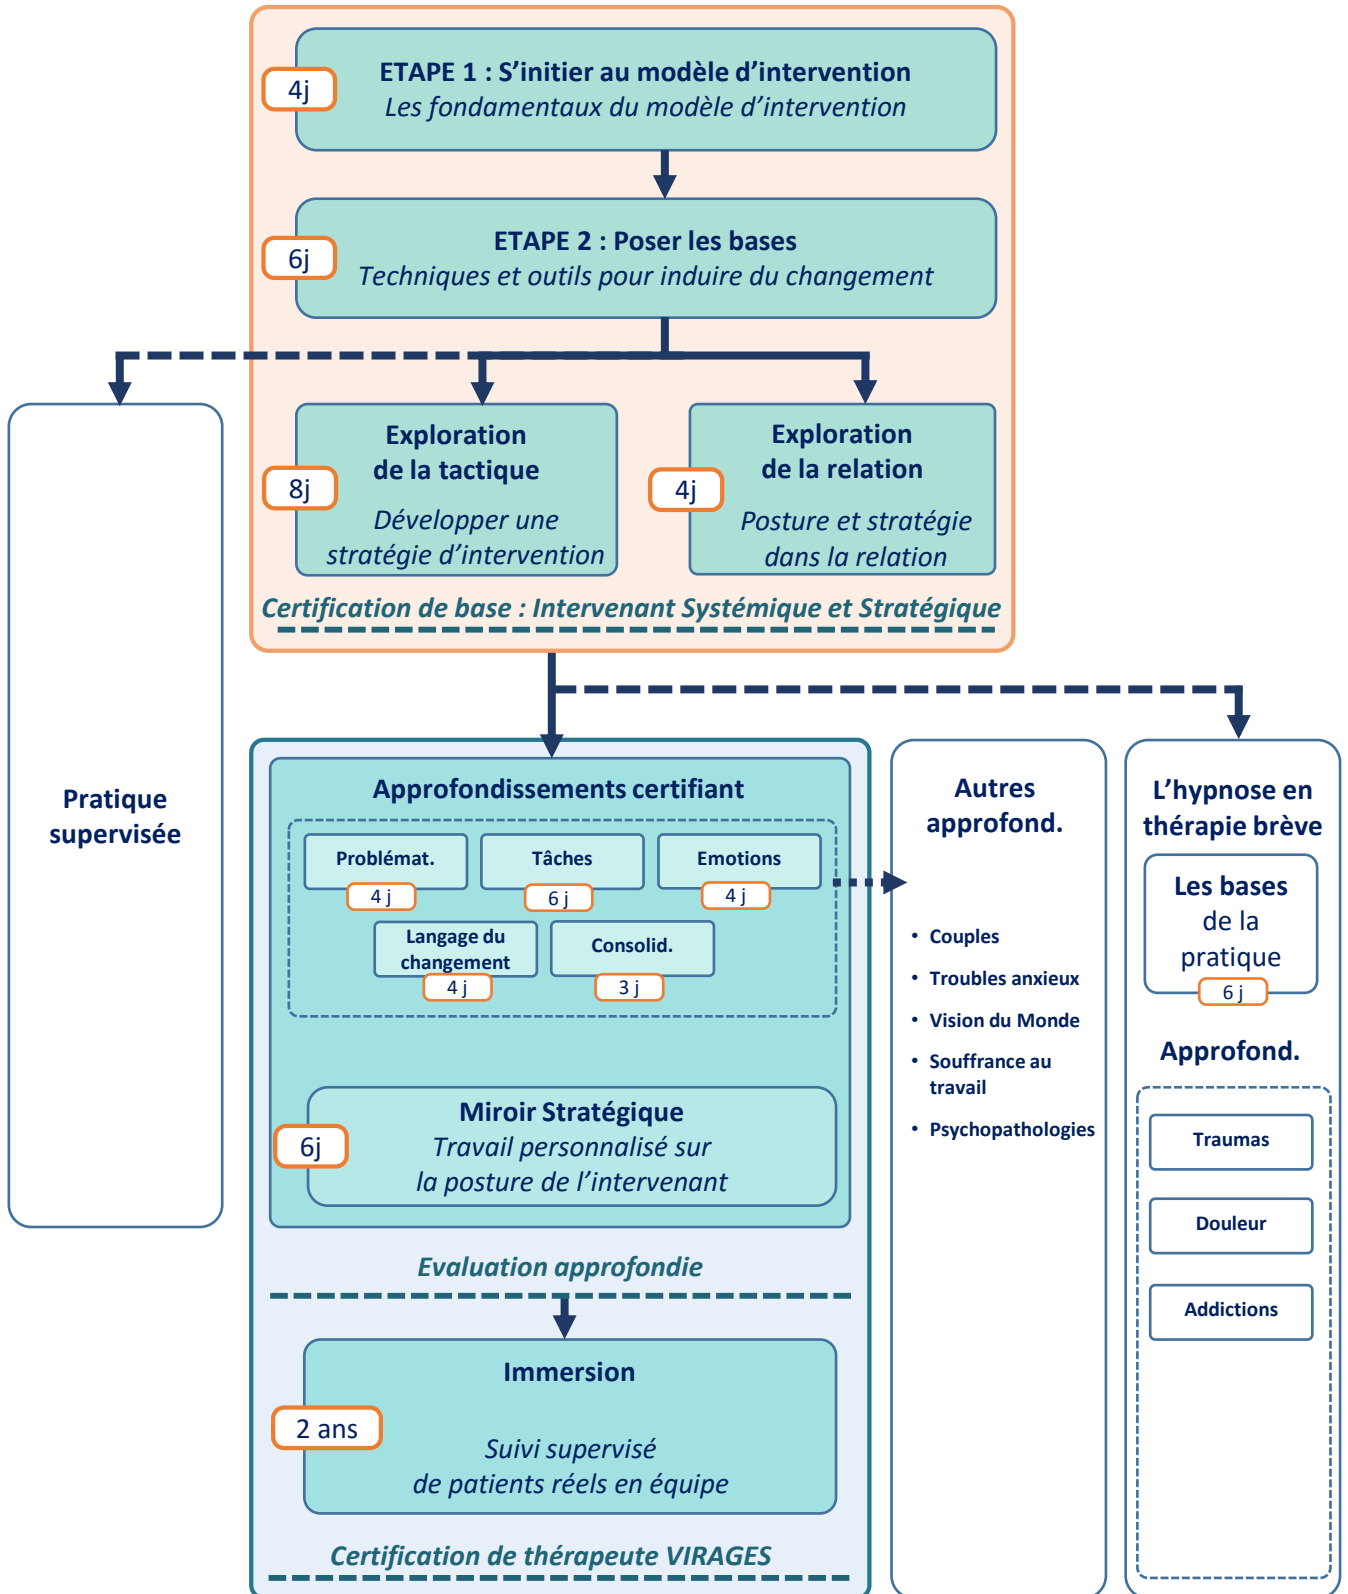 ETAPE 1 : S’initier au modèle d’intervention
4j
Les fondamentaux du modèle d’intervention
ETAPE 2 : Poser les bases
6j
Techniques et outils pour induire du changement
Exploration
de la tactique
8j
Développer une
stratégie d’intervention
Exploration
de la relation
4j
Posture et stratégie
dans la relation
Certification de base : Intervenant Systémique et Stratégique
Pratique
supervisée
Approfondissements certifiant
Problémat.
4 j
Tâches
6 j
Emotions
4 j
Langage du
changement
4 j
Consolid.
3 j
Miroir Stratégique
6j
Travail personnalisé sur
la posture de l’intervenant
Evaluation approfondie
Immersion
2 ans
Suivi supervisé
de patients réels en équipe
Certification de thérapeute VIRAGES
Autres
approfond.
• Couples
• Troubles anxieux
• Vision du Monde
• Souffrance au
travail
• Psychopathologies
L’hypnose en
thérapie brève
Les bases
de la
pratique
6 j
Approfond.
Traumas
Douleur
Addictions